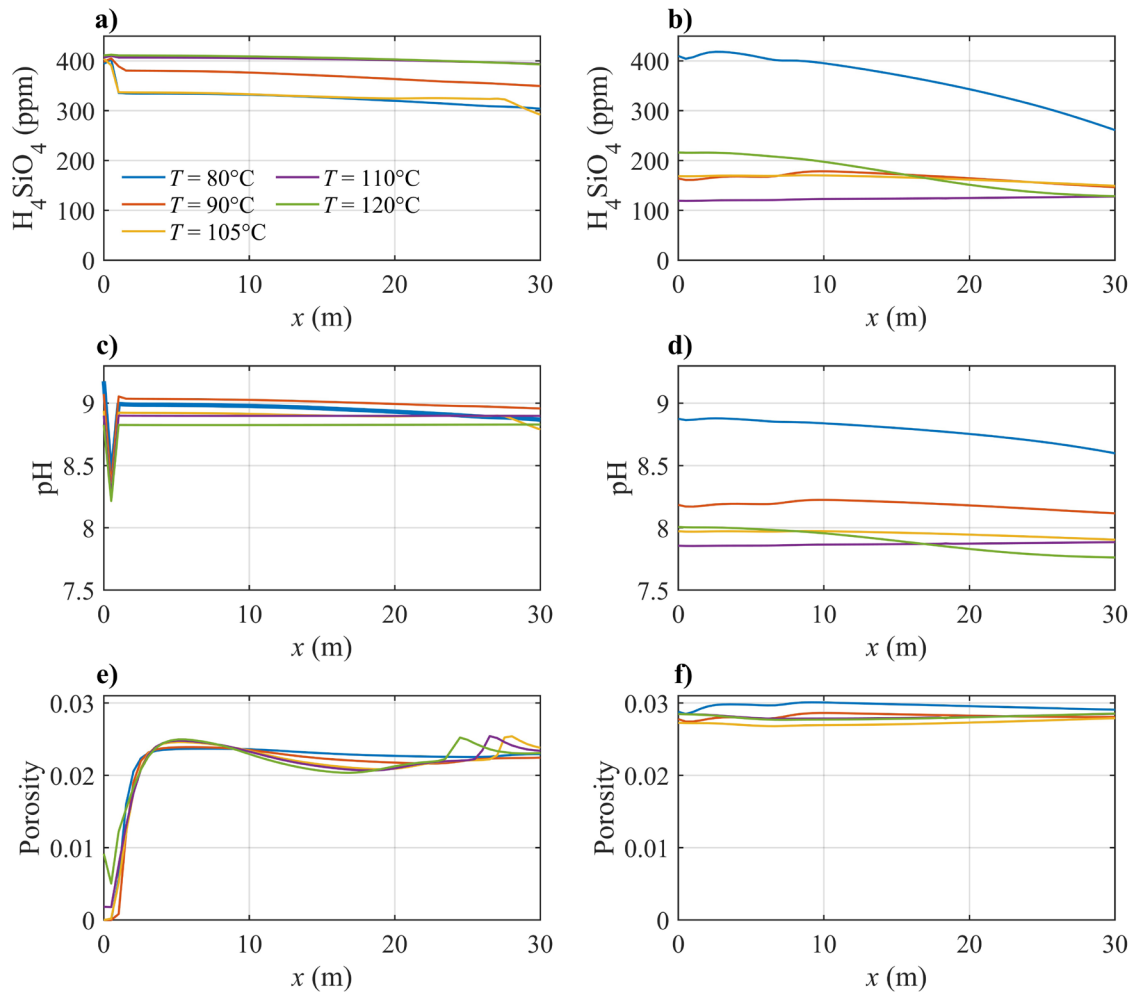 a)
H4SiO4 (ppm)
400
300
200
100
0
T = 80°C
T = 90°C
T = 105°C
T = 110°C
T = 120°C
0 10 20 30
x (m)
b)
H4SiO4 (ppm)
400
300
200
100
0
0 10 20 30
x (m)
c)
pH
9
8.5
8
7.5
0 10 20 30
x (m)
d)
pH
9
8.5
8
7.5
0 10 20 30
x (m)
e)
Porosity
0.03
0.02
0.01
0
0 10 20 30
x (m)
f)
Porosity
0.03
0.02
0.01
0
0 10 20 30
x (m)